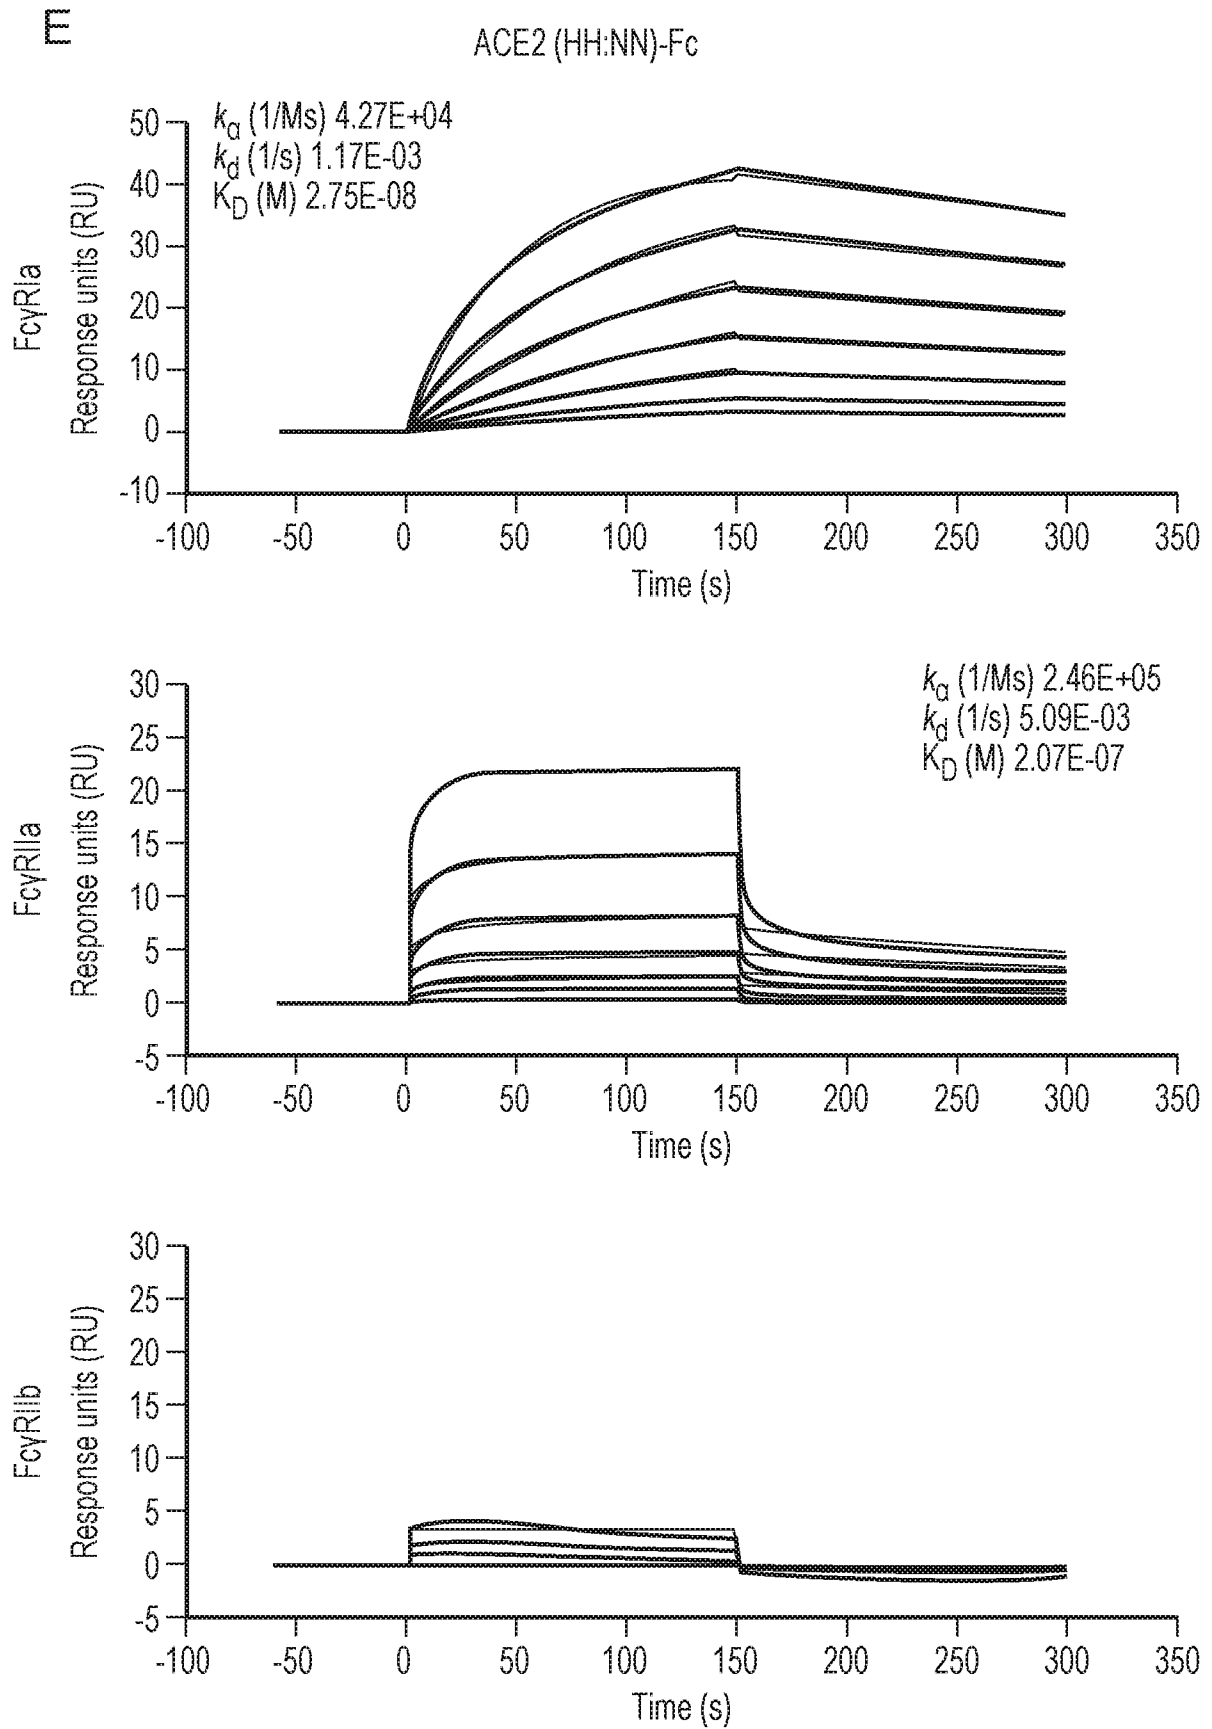 E
ACE2 (HH:NN)-Fc
FcγRIa
Response units (RU)
50
40
30
20
10
0
-10
kα (1/Ms) 4.27E+04
kd (1/s) 1.17E-03
KD (M) 2.75E-08
-100 -50 0 50 100 150 200 250 300 350
Time (s)
FcγRIIa
Response units (RU)
30
25
20
15
10
5
0
-5
kα (1/Ms) 2.46E+05
kd (1/s) 5.09E-03
KD (M) 2.07E-07
-100 -50 0 50 100 150 200 250 300 350
Time (s)
FcγRIIb
Response units (RU)
30
25
20
15
10
5
0
-5
-100 -50 0 50 100 150 200 250 300 350
Time (s)